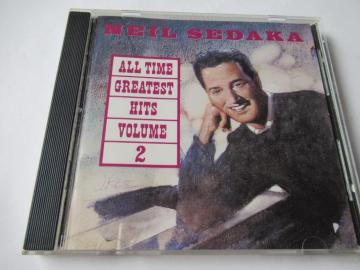 NEIL SEDAKA
ALL TIME
GREATEST
HITS
VOLUME
2